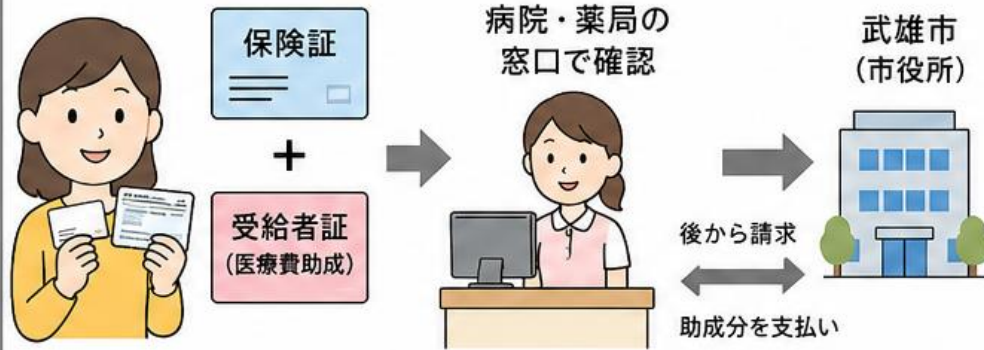 保険証
+
受給者証
(医療費助成)
病院・薬局の
窓口で確認
武雄市
(市役所)
後から請求
助成分を支払い